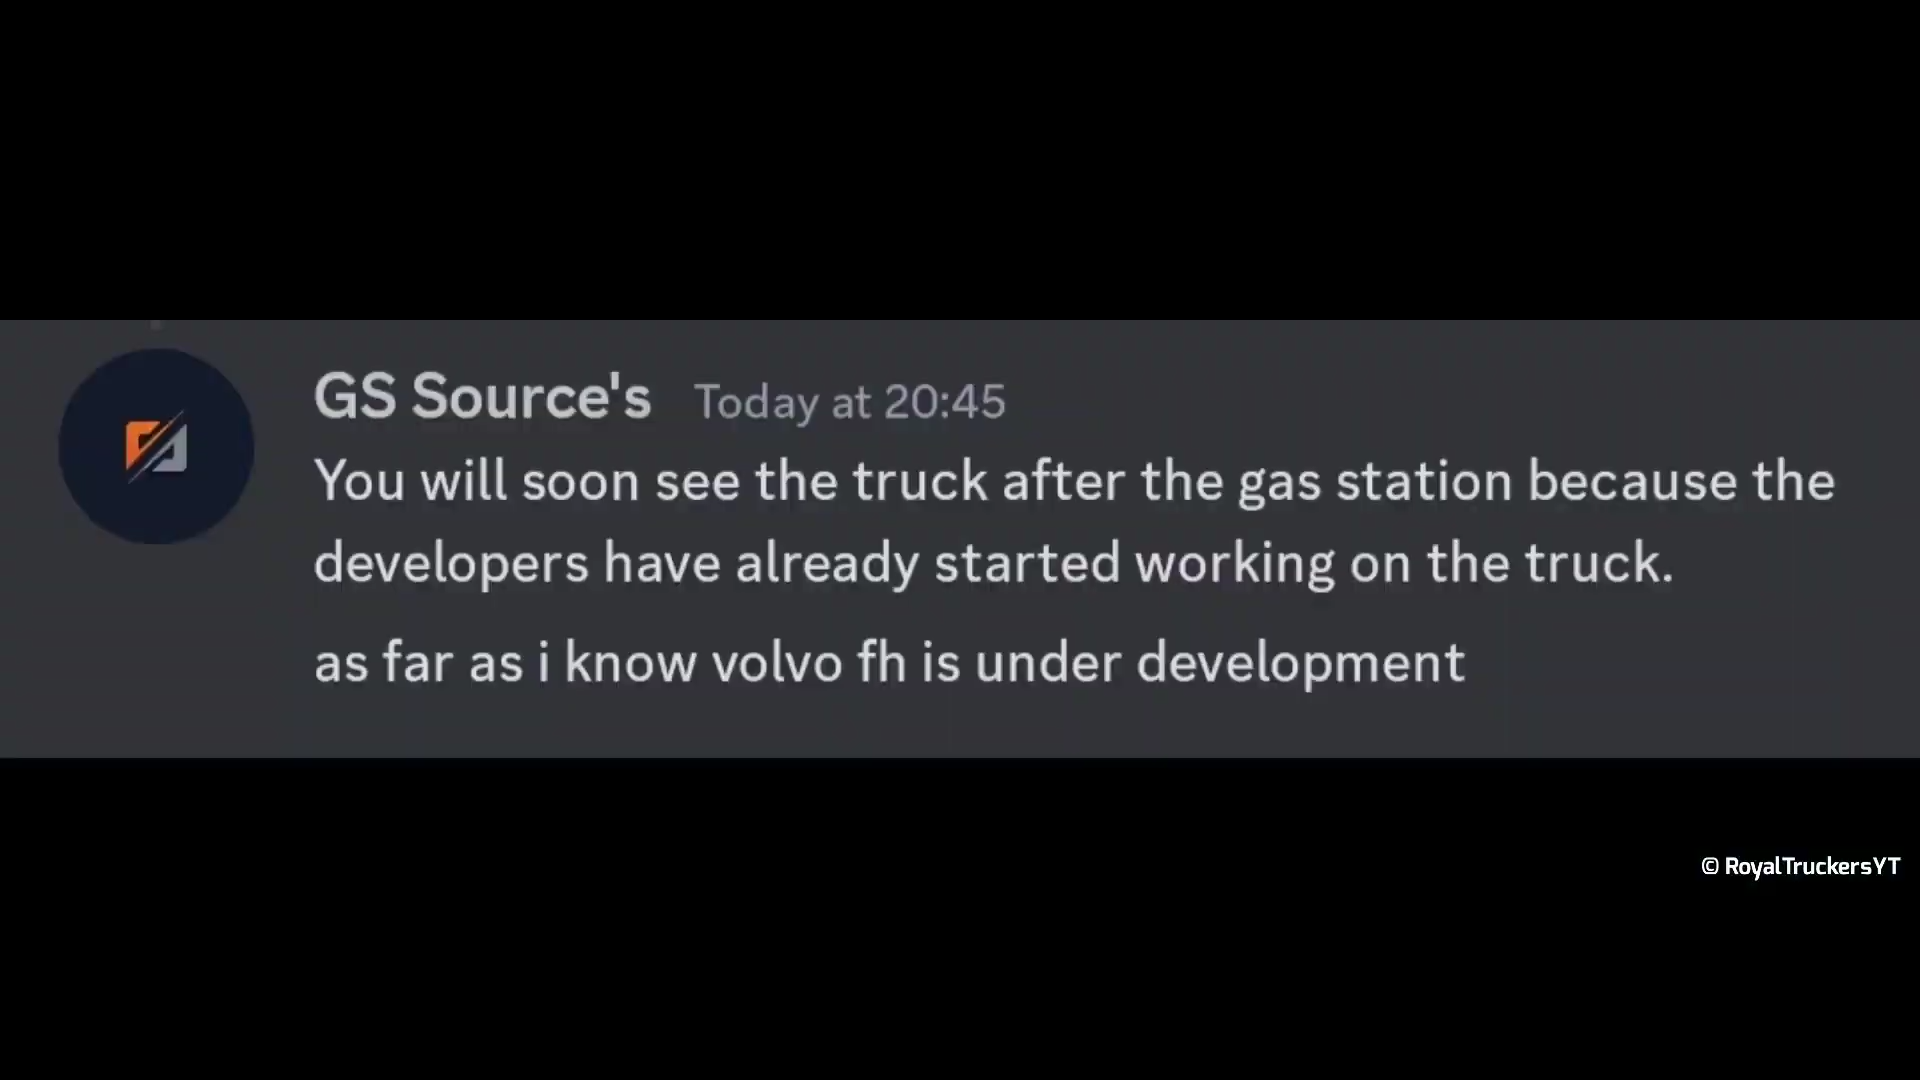 GS Source's Today at 20:45
You will soon see the truck after the gas station because the
developers have already started working on the truck.
as far as i know volvo fh is under development
© RoyalTruckersYT